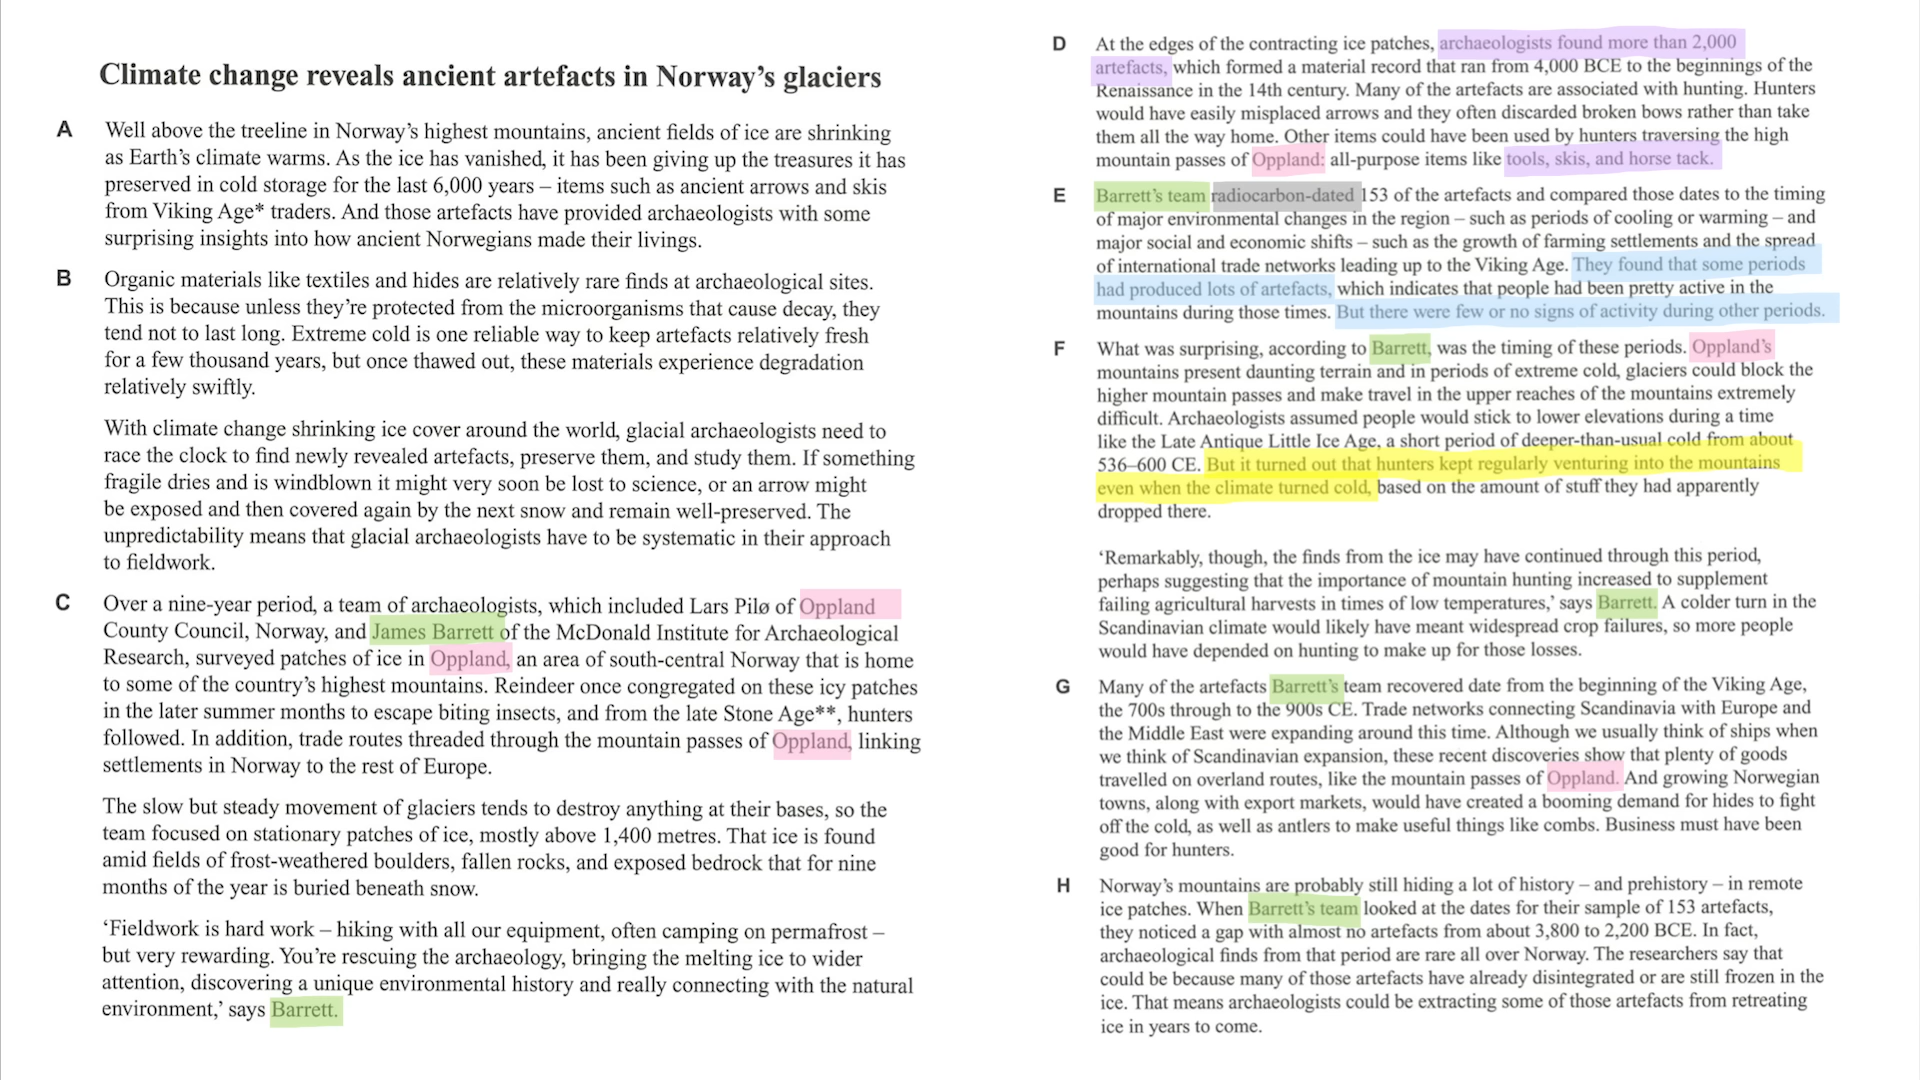 Climate change reveals ancient artefacts in Norway's glaciers
A Well above the treeline in Norway's highest mountains, ancient fields of ice are shrinking
as Earth's climate warms. As the ice has vanished, it has been giving up the treasures it has
preserved in cold storage for the last 6,000 years – items such as ancient arrows and skis
from Viking Age* traders. And those artefacts have provided archaeologists with some
surprising insights into how ancient Norwegians made their livings.
B Organic materials like textiles and hides are relatively rare finds at archaeological sites.
This is because unless they're protected from the microorganisms that cause decay, they
tend not to last long. Extreme cold is one reliable way to keep artefacts relatively fresh
for a few thousand years, but once thawed out, these materials experience degradation
relatively swiftly.
With climate change shrinking ice cover around the world, glacial archaeologists need to
race the clock to find newly revealed artefacts, preserve them, and study them. If something
fragile dries and is windblown it might very soon be lost to science, or an arrow might
be exposed and then covered again by the next snow and remain well-preserved. The
unpredictability means that glacial archaeologists have to be systematic in their approach
to fieldwork.
C Over a nine-year period, a team of archaeologists, which included Lars Pilø of Oppland
County Council, Norway, and James Barrett of the McDonald Institute for Archaeological
Research, surveyed patches of ice in Oppland, an area of south-central Norway that is home
to some of the country's highest mountains. Reindeer once congregated on these icy patches
in the later summer months to escape biting insects, and from the late Stone Age**, hunters
followed. In addition, trade routes threaded through the mountain passes of Oppland, linking
settlements in Norway to the rest of Europe.
The slow but steady movement of glaciers tends to destroy anything at their bases, so the
team focused on stationary patches of ice, mostly above 1,400 metres. That ice is found
amid fields of frost-weathered boulders, fallen rocks, and exposed bedrock that for nine
months of the year is buried beneath snow.
'Fieldwork is hard work – hiking with all our equipment, often camping on permafrost –
but very rewarding. You're rescuing the archaeology, bringing the melting ice to wider
attention, discovering a unique environmental history and really connecting with the natural
environment,' says Barrett.
D At the edges of the contracting ice patches, archaeologists found more than 2,000
artefacts, which formed a material record that ran from 4,000 BCE to the beginnings of the
Renaissance in the 14th century. Many of the artefacts are associated with hunting. Hunters
would have easily misplaced arrows and they often discarded broken bows rather than take
them all the way home. Other items could have been used by hunters traversing the high
mountain passes of Oppland: all-purpose items like tools, skis, and horse tack.
E Barrett's team radiocarbon-dated 153 of the artefacts and compared those dates to the timing
of major environmental changes in the region – such as periods of cooling or warming – and
major social and economic shifts – such as the growth of farming settlements and the spread
of international trade networks leading up to the Viking Age. They found that some periods
had produced lots of artefacts, which indicates that people had been pretty active in the
mountains during those times. But there were few or no signs of activity during other periods.
F What was surprising, according to Barrett, was the timing of these periods. Oppland's
mountains present daunting terrain and in periods of extreme cold, glaciers could block the
higher mountain passes and make travel in the upper reaches of the mountains extremely
difficult. Archaeologists assumed people would stick to lower elevations during a time
like the Late Antique Little Ice Age, a short period of deeper-than-usual cold from about
536–600 CE. But it turned out that hunters kept regularly venturing into the mountains
even when the climate turned cold, based on the amount of stuff they had apparently
dropped there.
'Remarkably, though, the finds from the ice may have continued through this period,
perhaps suggesting that the importance of mountain hunting increased to supplement
failing agricultural harvests in times of low temperatures,' says Barrett. A colder turn in the
Scandinavian climate would likely have meant widespread crop failures, so more people
would have depended on hunting to make up for those losses.
G Many of the artefacts Barrett's team recovered date from the beginning of the Viking Age,
the 700s through to the 900s CE. Trade networks connecting Scandinavia with Europe and
the Middle East were expanding around this time. Although we usually think of ships when
we think of Scandinavian expansion, these recent discoveries show that plenty of goods
travelled on overland routes, like the mountain passes of Oppland. And growing Norwegian
towns, along with export markets, would have created a booming demand for hides to fight
off the cold, as well as antlers to make useful things like combs. Business must have been
good for hunters.
H Norway's mountains are probably still hiding a lot of history – and prehistory – in remote
ice patches. When Barrett's team looked at the dates for their sample of 153 artefacts,
they noticed a gap with almost no artefacts from about 3,800 to 2,200 BCE. In fact,
archaeological finds from that period are rare all over Norway. The researchers say that
could be because many of those artefacts have already disintegrated or are still frozen in the
ice. That means archaeologists could be extracting some of those artefacts from retreating
ice in years to come.